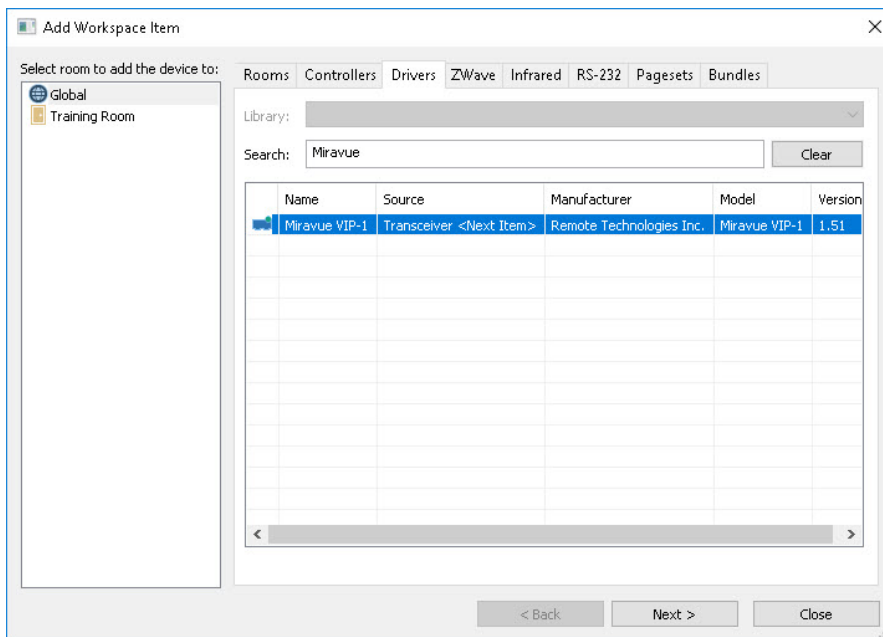 Add Workspace Item
Select room to add the device to:
Global
Training Room
Rooms Controllers Drivers ZWave Infrared RS-232 Pagesets Bundles
Library:
Search: Miravue Clear
Name Source Manufacturer Model Version
Miravue VIP-1 Transceiver <Next Item> Remote Technologies Inc. Miravue VIP-1 1.51
< Back Next > Close